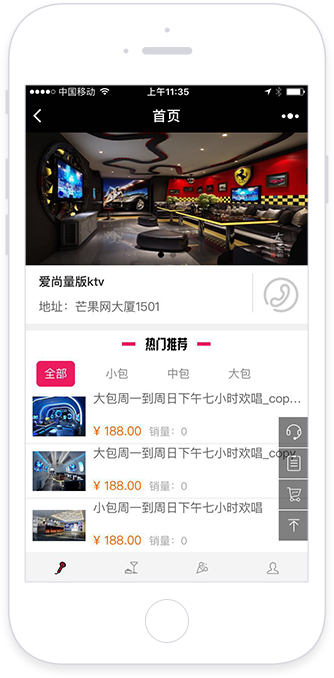 中国移动 上午11:35
首页
爱尚量版ktv
地址：芒果网大厦1501
热门推荐
全部 小包 中包 大包
大包周一到周日下午七小时欢唱_cop...
¥ 188.00 销量：0
大包周一到周日下午七小时欢唱_copy
¥ 188.00 销量：0
小包周一到周日下午七小时欢唱
¥ 188.00 销量：0